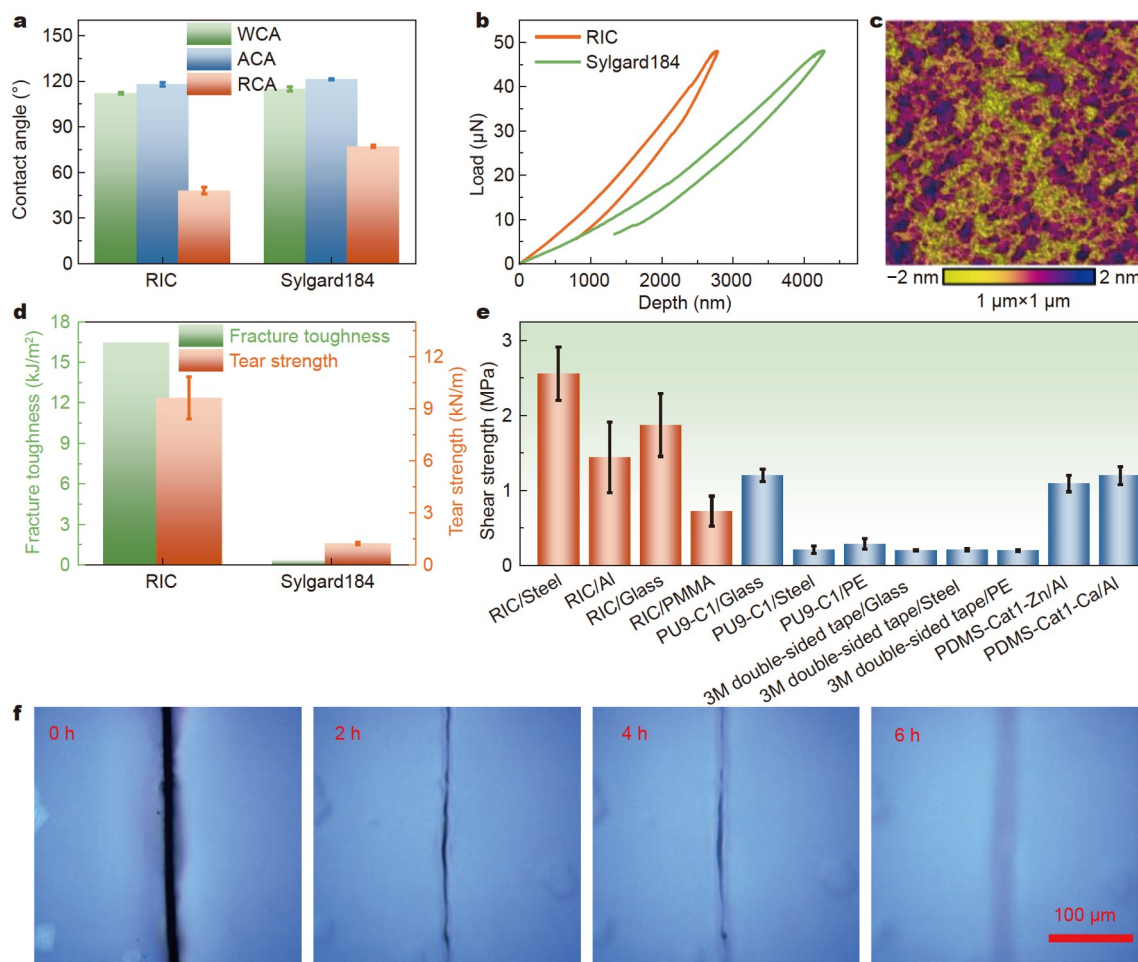 a
150
120
90
60
30
0
Contact angle (°)
WCA
ACA
RCA
RIC
Sylgard184
b
50
40
30
20
10
0
Load (µN)
RIC
Sylgard184
0
1000
2000
3000
4000
Depth (nm)
c
−2 nm
2 nm
1 µm×1 µm
d
18
15
12
9
6
3
0
Fracture toughness (kJ/m²)
Fracture toughness
Tear strength
12
9
6
3
0
Tear strength (kN/m)
RIC
Sylgard184
e
3
2
1
0
Shear strength (MPa)
RIC/Steel
RIC/Al
RIC/Glass
RIC/PMMA
PU9-C1/Glass
PU9-C1/Steel
PU9-C1/PE
3M double-sided tape/Glass
3M double-sided tape/Steel
3M double-sided tape/PE
PDMS-Cat1-Zn/Al
PDMS-Cat1-Ca/Al
f
0 h
2 h
4 h
6 h
100 µm